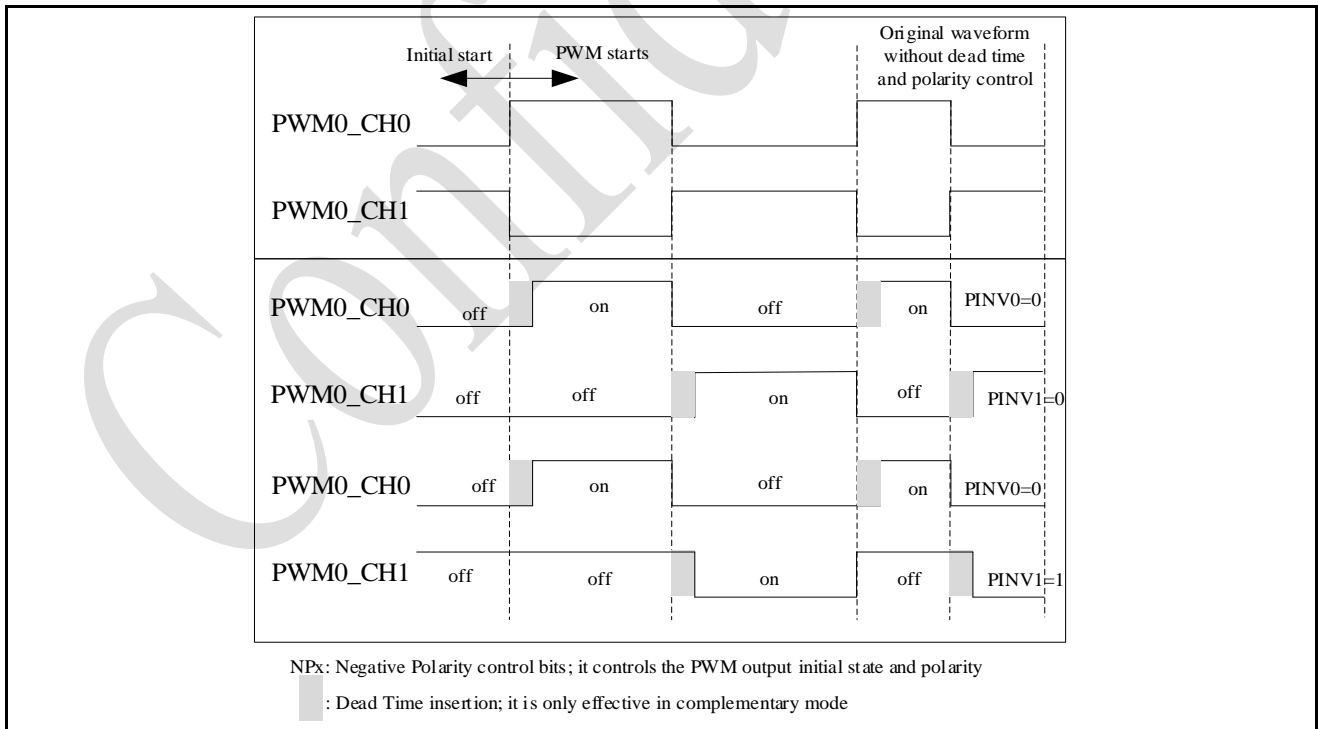 Initial start
PWM starts
Original waveform
without dead time
and polarity control
PWM0_CH0
PWM0_CH1
PWM0_CH0
off
on
off
on
PINV0=0
PWM0_CH1
off
off
on
off
PINV1=0
PWM0_CH0
off
on
off
on
PINV0=0
PWM0_CH1
off
off
on
off
PINV1=1
NPx: Negative Polarity control bits; it controls the PWM output initial state and polarity
: Dead Time insertion; it is only effective in complementary mode